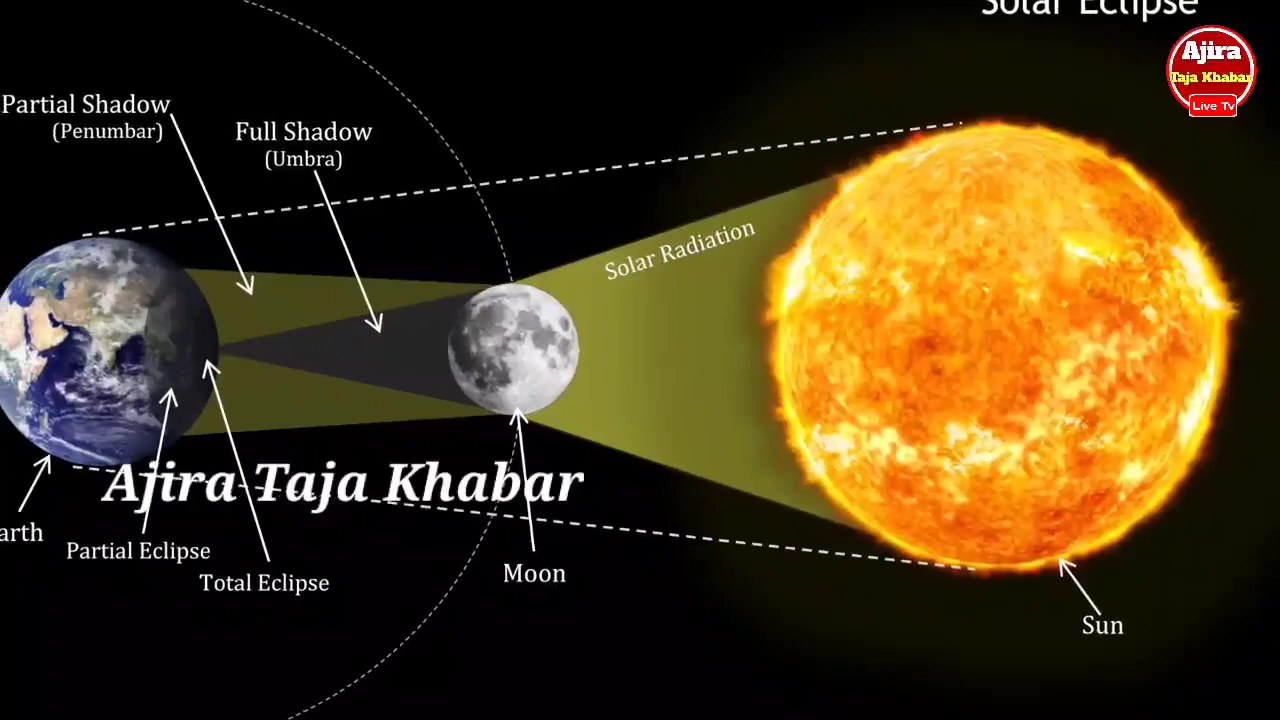 Solar Eclipse
Ajira
Taja Khabar
Live Tv
Partial Shadow
(Penumbar)
Full Shadow
(Umbra)
Solar Radiation
Ajira Taja Khabar
arth
Partial Eclipse
Total Eclipse
Moon
Sun